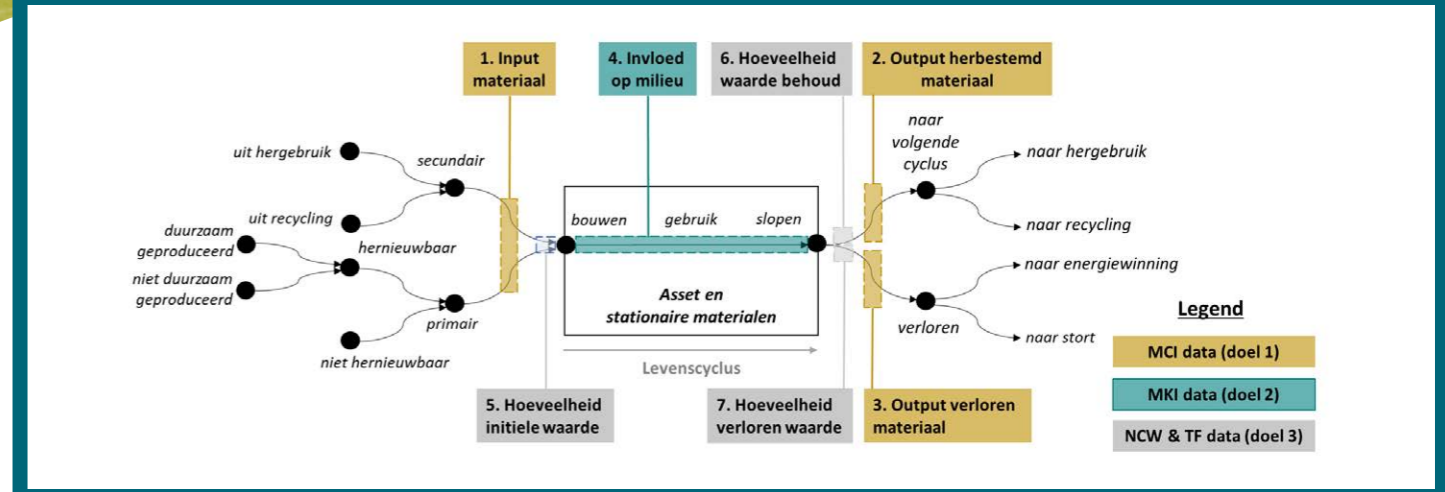 1. Input
materiaal
4. Invloed
op milieu
6. Hoeveelheid
waarde behoud
2. Output herbestemd
materiaal
uit hergebruik
secundair
uit recycling
duurzaam
geproduceerd
hernieuwbaar
niet duurzaam
geproduceerd
primair
niet hernieuwbaar
bouwen
gebruik
slopen
Asset en
stationaire materialen
Levenscyclus
naar
volgende
cyclus
naar hergebruik
naar recycling
naar energiewinning
verloren
naar stort
5. Hoeveelheid
initiele waarde
7. Hoeveelheid
verloren waarde
3. Output verloren
materiaal
Legend
MCI data (doel 1)
MKI data (doel 2)
NCW & TF data (doel 3)